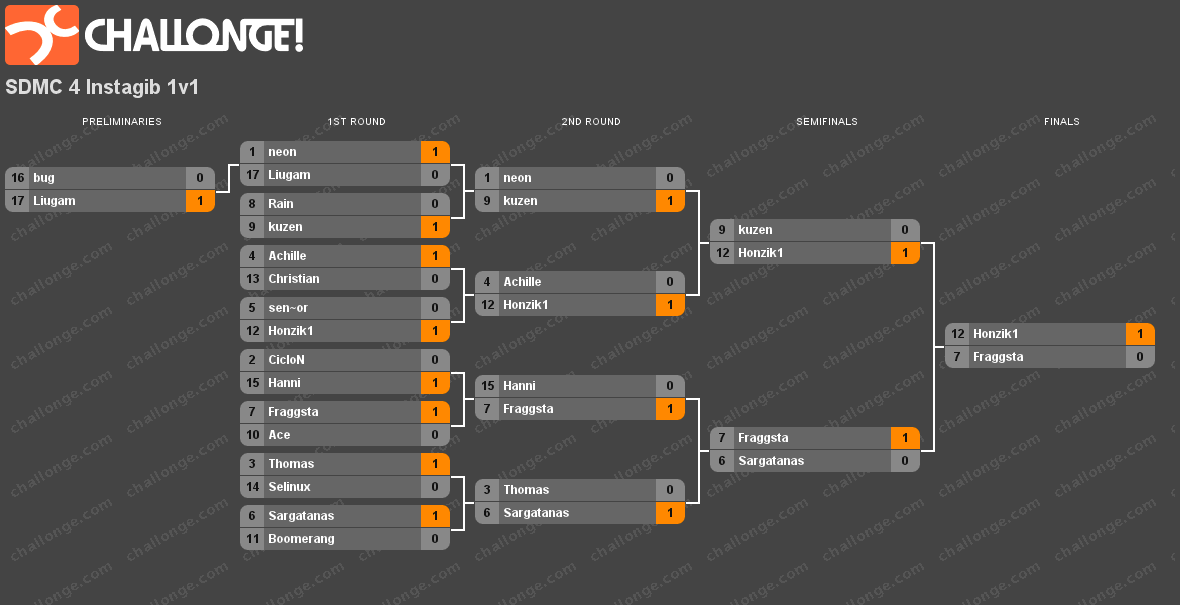 CHALLONGE!
SDMC 4 Instagib 1v1
PRELIMINARIES
16 bug 0
17 Liugam 1
1ST ROUND
1 neon 1
17 Liugam 0
8 Rain 0
9 kuzen 1
4 Achille 1
13 Christian 0
5 sen~or 0
12 Honzik1 1
2 CicloN 0
15 Hanni 1
7 Fraggsta 1
10 Ace 0
3 Thomas 1
14 Selinux 0
6 Sargatanas 1
11 Boomerang 0
2ND ROUND
1 neon 0
9 kuzen 1
4 Achille 0
12 Honzik1 1
15 Hanni 0
7 Fraggsta 1
3 Thomas 0
6 Sargatanas 1
SEMIFINALS
9 kuzen 0
12 Honzik1 1
7 Fraggsta 1
6 Sargatanas 0
FINALS
12 Honzik1 1
7 Fraggsta 0
challonge.com